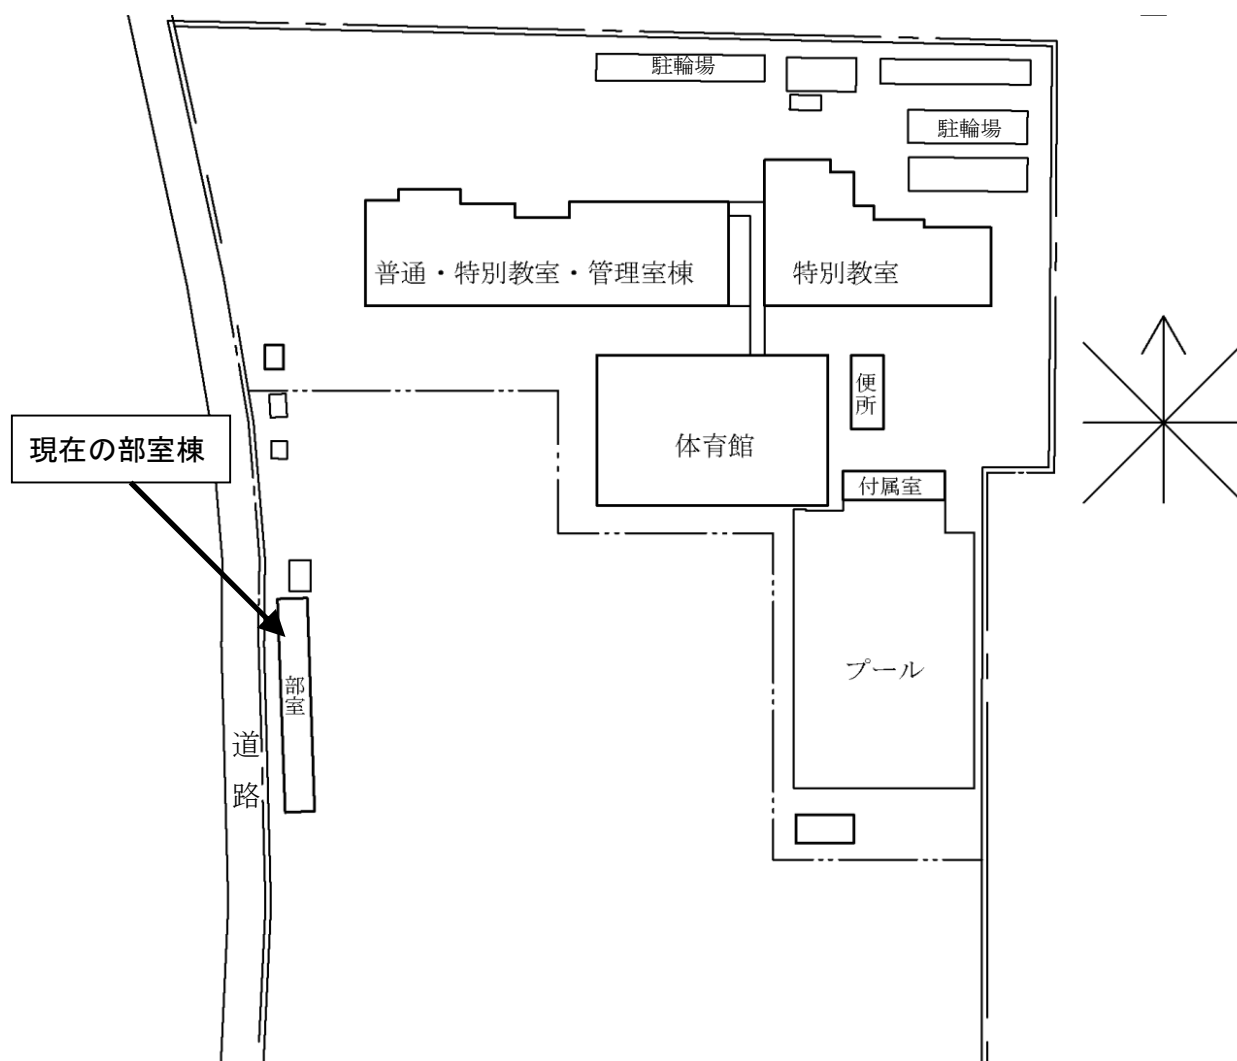 駐輪場
駐輪場
普通・特別教室・管理室棟
特別教室
便所
体育館
現在の部室棟
付属室
プール
部室
道路